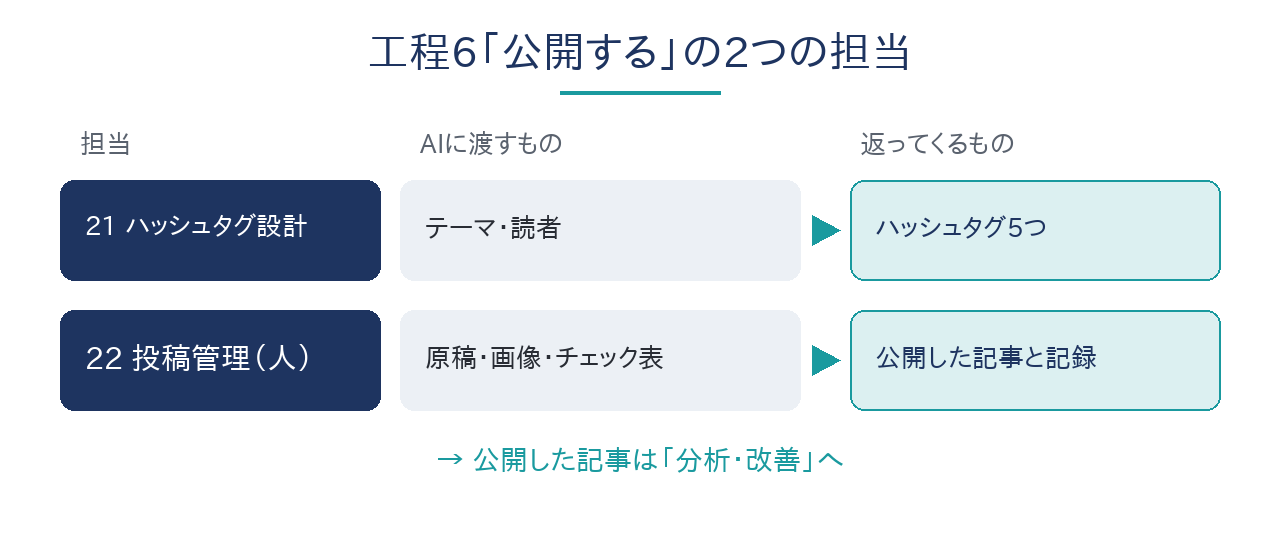 工程6「公開する」の2つの担当
担当
AIに渡すもの
返ってくるもの
21 ハッシュタグ設計
テーマ・読者
ハッシュタグ5つ
22 投稿管理（人）
原稿・画像・チェック表
公開した記事と記録
→ 公開した記事は「分析・改善」へ